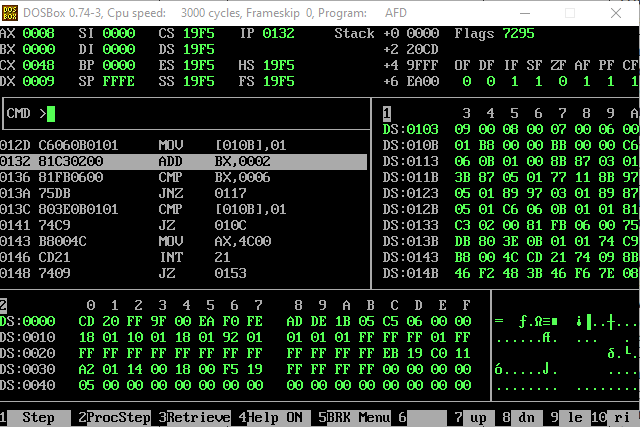 DOSBox 0.74-3, Cpu speed: 3000 cycles, Frameskip 0, Program: AFD
AX 0008 SI 0000 CS 19F5 IP 0132 Stack +0 0000 Flags 7295
BX 0000 DI 0000 DS 19F5 +2 20CD
CX 0048 BP 0000 ES 19F5 HS 19F5 +4 9FFF OF DF IF SF ZF AF PF CF
DX 0009 SP FFFE SS 19F5 FS 19F5 +6 EA00 0 0 1 1 0 1 1 1
CMD >
1 3 4 5 6 7 8 9 A
DS:0103 09 00 08 00 07 00 06 00
012D C6060B0101 MOV [010B],01 DS:010B 01 B8 00 00 BB 00 00 C6
0132 81C30200 ADD BX,0002 DS:0113 06 0B 01 00 8B 87 03 01
0136 81FB0600 CMP BX,0006 DS:011B 3B 87 05 01 77 11 8B 97
013A 75DB JNZ 0117 DS:0123 05 01 89 97 03 01 89 87
013C 803E0B0101 CMP [010B],01 DS:012B 05 01 C6 06 0B 01 01 81
0141 74C9 JZ 010C DS:0133 C3 02 00 81 FB 06 00 75
0143 B8004C MOV AX,4C00 DS:013B DB 80 3E 0B 01 01 74 C9
0146 CD21 INT 21 DS:0143 B8 00 4C CD 21 74 09 8B
0148 7409 JZ 0153 DS:014B 46 F2 48 3B 46 F6 7E 08
2 0 1 2 3 4 5 6 7 8 9 A B C D E F
DS:0000 CD 20 FF 9F 00 EA F0 FE AD DE 1B 05 C5 06 00 00 = ƒ.Ω≡■ ¡▐..┼.
DS:0010 18 01 10 01 18 01 92 01 01 01 01 FF FF FF 01 FF ......Æ.
DS:0020 FF FF FF FF FF FF FF FF FF FF FF FF EB 19 C0 11 δ.└.
DS:0030 A2 01 14 00 18 00 F5 19 FF FF FF FF 00 00 00 00 ó.....⌡. ....
DS:0040 05 00 00 00 00 00 00 00 00 00 00 00 00 00 00 00 ........ ........
1 Step 2 ProcStep 3 Retrieve 4 Help ON 5 BRK Menu 6 7 up 8 dn 9 le 10 ri